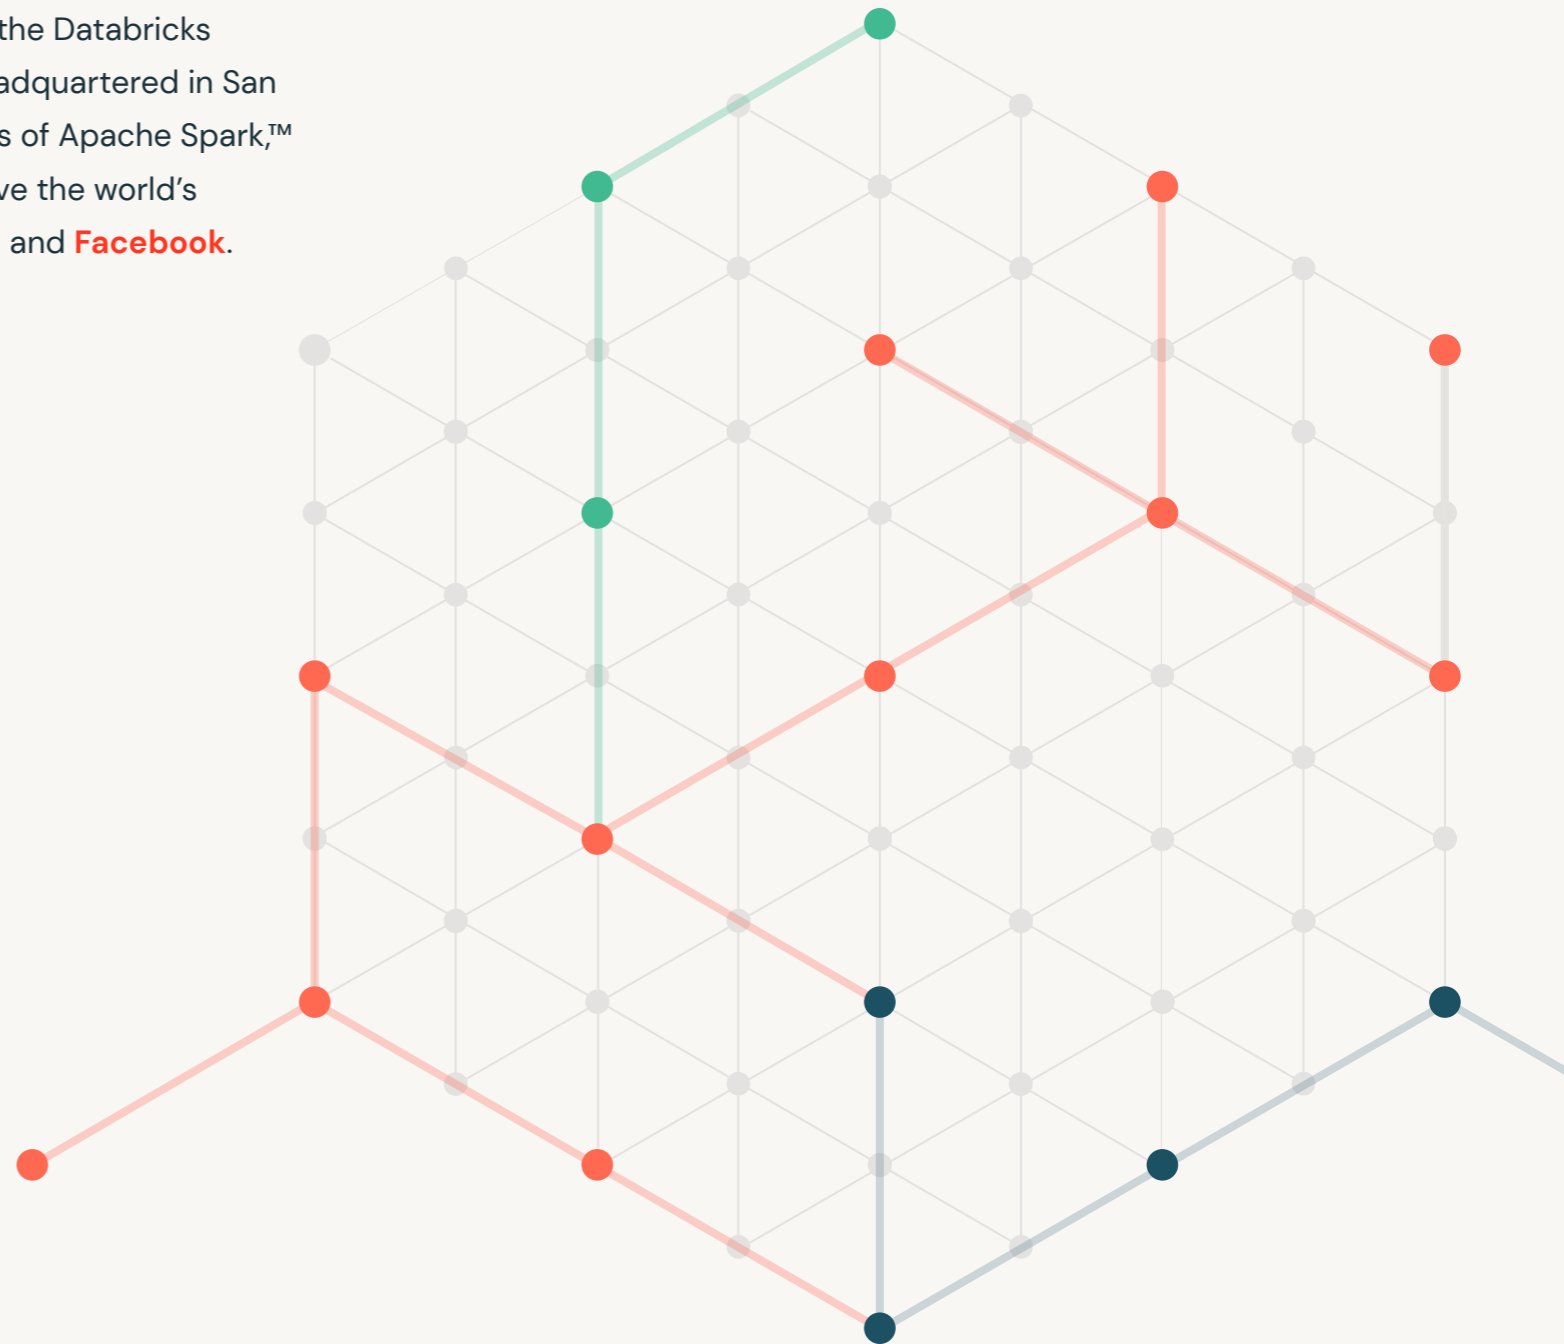 the Databricks
adquartered in San
s of Apache Spark,™
ve the world’s
and Facebook.